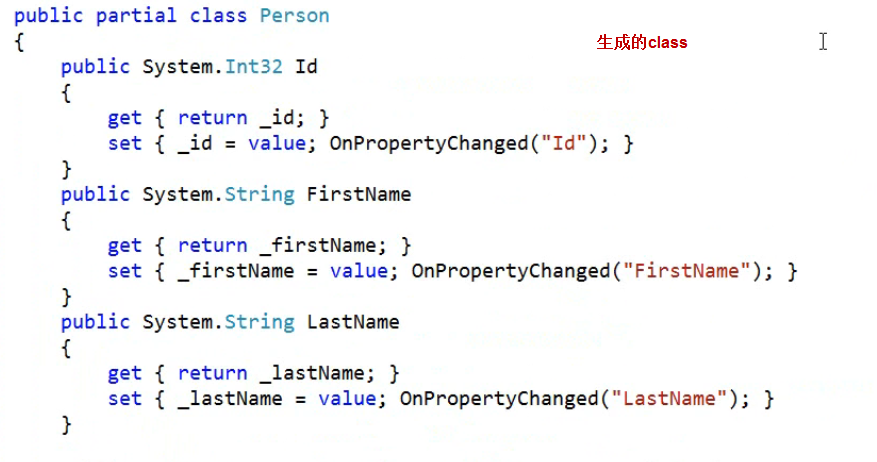 public partial class Person
{
生成的class
public System.Int32 Id
{
get { return _id; }
set { _id = value; OnPropertyChanged("Id"); }
}
public System.String FirstName
{
get { return _firstName; }
set { _firstName = value; OnPropertyChanged("FirstName"); }
}
public System.String LastName
{
get { return _lastName; }
set { _lastName = value; OnPropertyChanged("LastName"); }
}